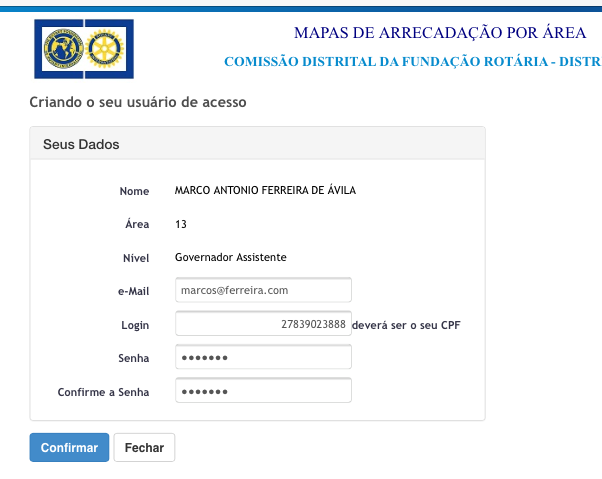 MAPAS DE ARRECADAÇÃO POR ÁREA
COMISSÃO DISTRITAL DA FUNDAÇÃO ROTÁRIA - DISTR
Criando o seu usuário de acesso
Seus Dados
Nome MARCO ANTONIO FERREIRA DE ÁVILA
Área 13
Nível Governador Assistente
e-Mail marcos@ferreira.com
Login 27839023888 deverá ser o seu CPF
Senha •••••••
Confirme a Senha •••••••
Confirmar Fechar